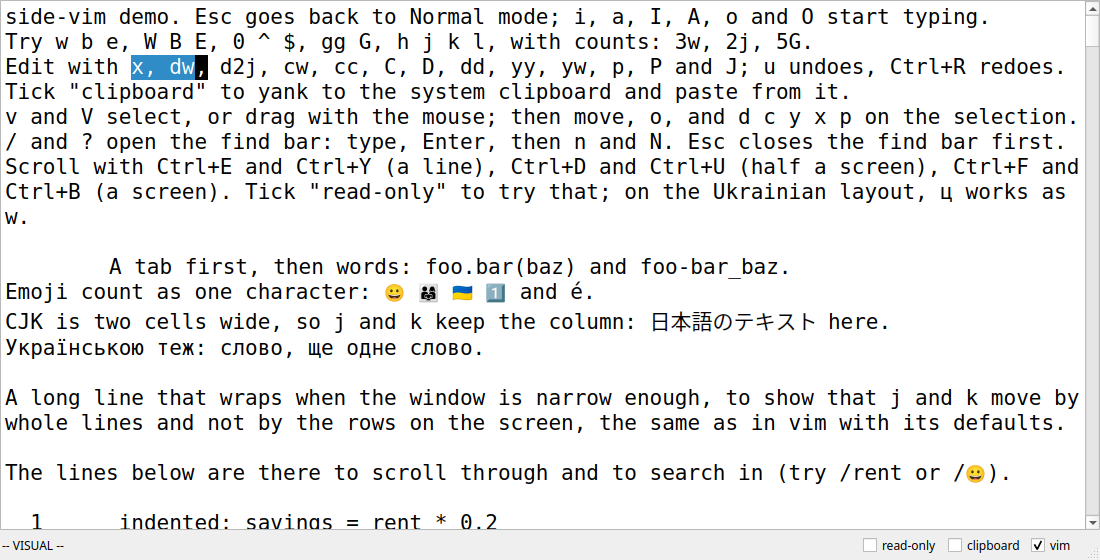 side-vim demo. Esc goes back to Normal mode; i, a, I, A, o and O start typing.
Try w b e, W B E, 0 ^ $, gg G, h j k l, with counts: 3w, 2j, 5G.
Edit with x, dw, d2j, cw, cc, C, D, dd, yy, yw, p, P and J; u undoes, Ctrl+R redoes.
Tick "clipboard" to yank to the system clipboard and paste from it.
v and V select, or drag with the mouse; then move, o, and d c y x p on the selection.
/ and ? open the find bar: type, Enter, then n and N. Esc closes the find bar first.
Scroll with Ctrl+E and Ctrl+Y (a line), Ctrl+D and Ctrl+U (half a screen), Ctrl+F and
Ctrl+B (a screen). Tick "read-only" to try that; on the Ukrainian layout, ц works as
w.
A tab first, then words: foo.bar(baz) and foo-bar_baz.
Emoji count as one character: 😀 👨‍👩‍👧 🇺🇦 1️⃣ and é.
CJK is two cells wide, so j and k keep the column: 日本語のテキスト here.
Українською теж: слово, ще одне слово.
A long line that wraps when the window is narrow enough, to show that j and k move by
whole lines and not by the rows on the screen, the same as in vim with its defaults.
The lines below are there to scroll through and to search in (try /rent or /😀).
1 indented: savings = rent * 0.2
-- VISUAL -- read-only clipboard vim